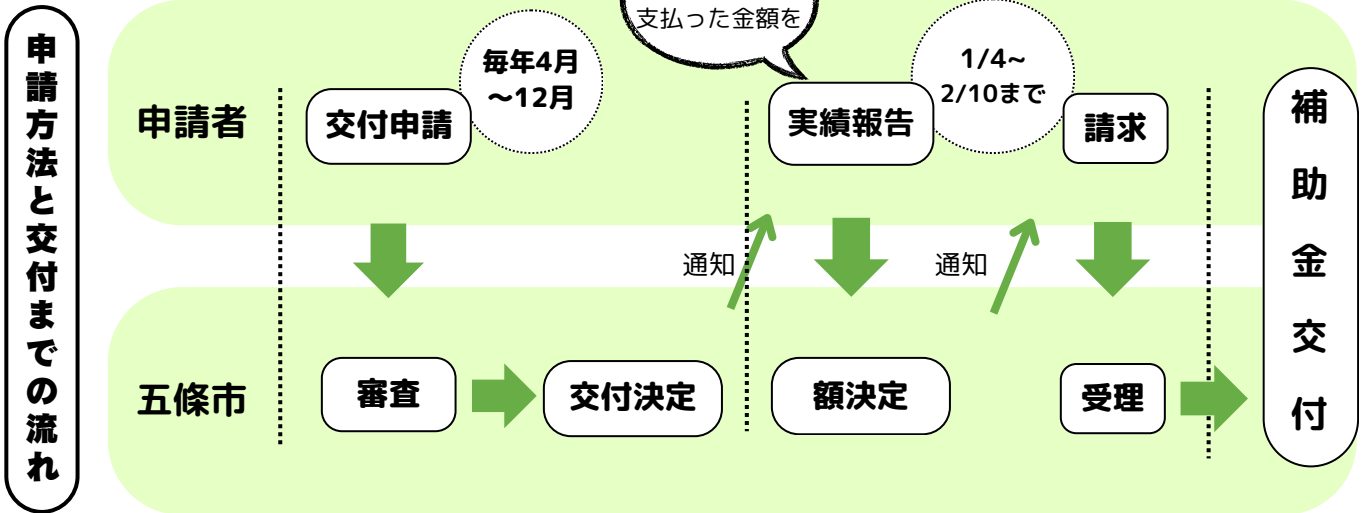 申請方法と交付までの流れ
支払った金額を
毎年4月
～12月
1/4~
2/10まで
申請者
交付申請
実績報告
請求
通知
通知
五條市
審査
交付決定
額決定
受理
補助金交付